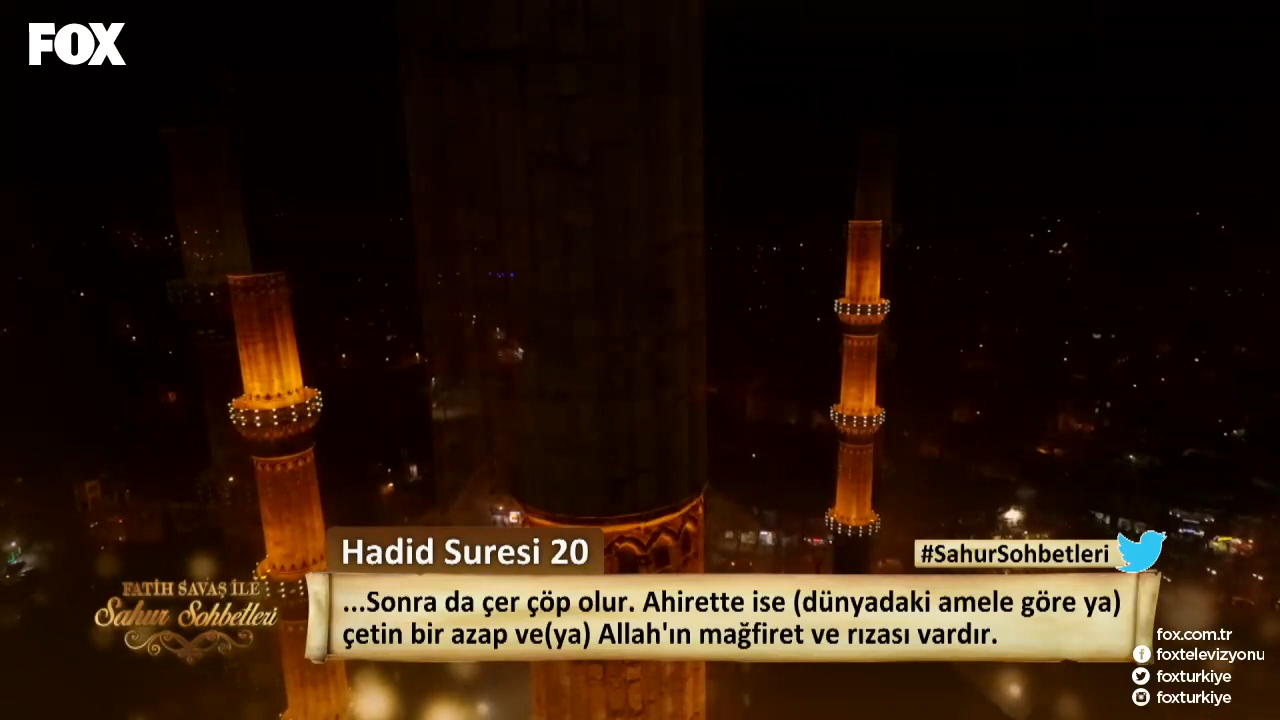 FOX
Hadid Suresi 20
#SahurSohbetleri
FATİH SAVAŞ İLE
Sahur Sohbetleri
...Sonra da çer çöp olur. Ahirette ise (dünyadaki amele göre ya)
çetin bir azap ve(ya) Allah'ın mağfiret ve rızası vardır.
fox.com.tr
foxtelevizyonu
foxturkiye
foxturkiye